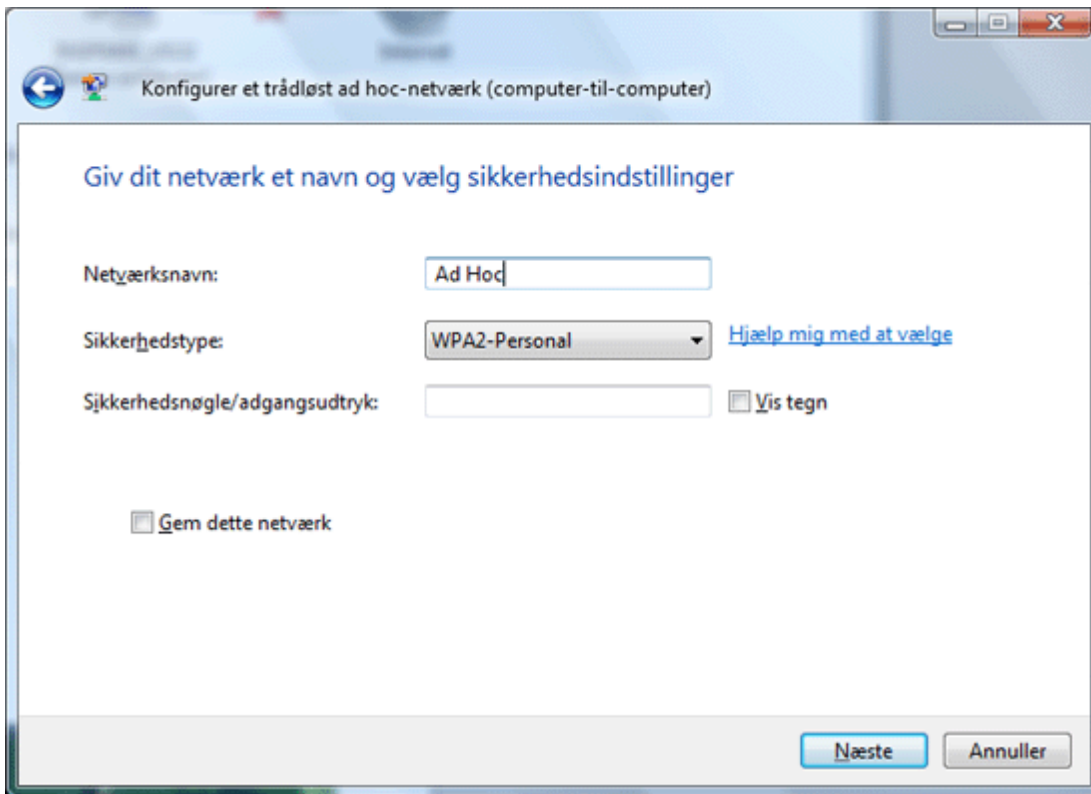 Konfigurer et trådløst ad hoc-netværk (computer-til-computer)
Giv dit netværk et navn og vælg sikkerhedsindstillinger
Netværksnavn: Ad Hoc
Sikkerhedstype: WPA2-Personal Hjælp mig med at vælge
Sikkerhedsnøgle/adgangsudtryk: Vis tegn
Gem dette netværk
Næste Annuller